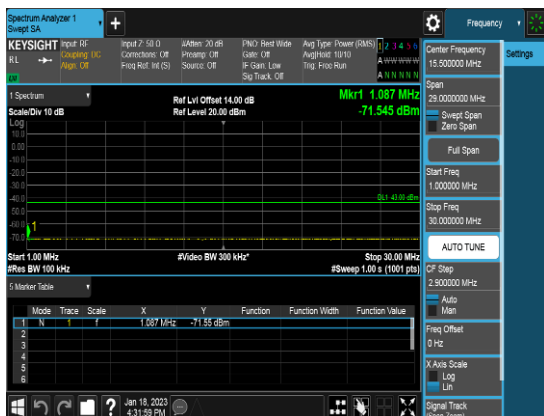 Spectrum Analyzer 1
Swept SA
+
Frequency
KEYSIGHT
RL
Input: RF
Coupling: DC
Align: Off
Input Z: 50 Ω
Corrections: Off
Freq Ref: Int (S)
#Atten: 20 dB
Preamp: Off
Source: Off
PNO: Best Wide
Gate: Off
IF Gain: Low
Sig Track: Off
Avg Type: Power (RMS)
Avg|Hold: 10/10
Trig: Free Run
1 2 3 4 5 6
A W W W W W
A N N N N N
1 Spectrum
Scale/Div 10 dB
Ref Lvl Offset 14.00 dB
Ref Level 20.00 dBm
Mkr1 1.087 MHz
-71.545 dBm
Log
10.0
0.00
-10.0
-20.0
-30.0
-40.0
-50.0
-60.0
-70.0
DL1 -43.00 dBm
1
Start 1.00 MHz
#Res BW 100 kHz
#Video BW 300 kHz*
Stop 30.00 MHz
#Sweep 1.00 s (1001 pts)
5 Marker Table
Mode Trace Scale X Y Function Function Width Function Value
1 N 1 f 1.087 MHz -71.55 dBm
2
3
4
5
6
Center Frequency
15.500000 MHz
Settings
Span
29.0000000 MHz
Swept Span
Zero Span
Full Span
Start Freq
1.000000 MHz
Stop Freq
30.000000 MHz
AUTO TUNE
CF Step
2.900000 MHz
Auto
Man
Freq Offset
0 Hz
X Axis Scale
Log
Lin
Signal Track
?
Jan 18, 2023
4:31:59 PM